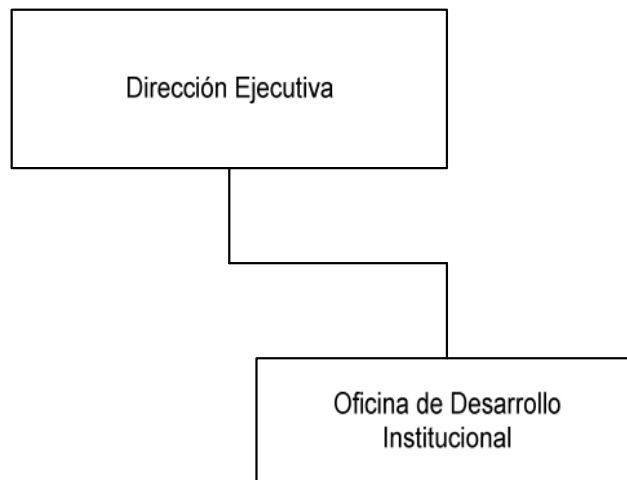 Dirección Ejecutiva
Oficina de Desarrollo
Institucional